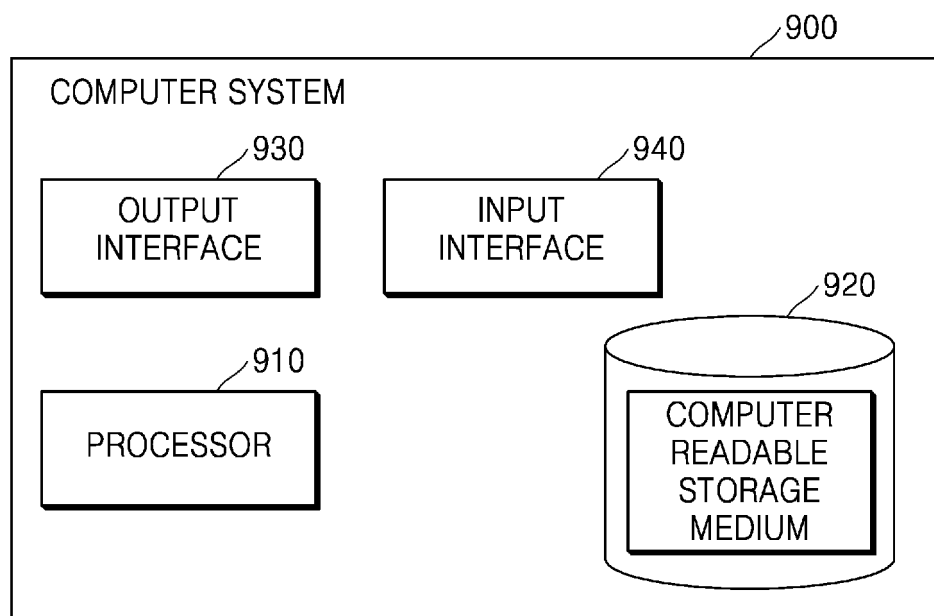 900
COMPUTER SYSTEM
930
OUTPUT
INTERFACE
940
INPUT
INTERFACE
920
COMPUTER
READABLE
STORAGE
MEDIUM
910
PROCESSOR